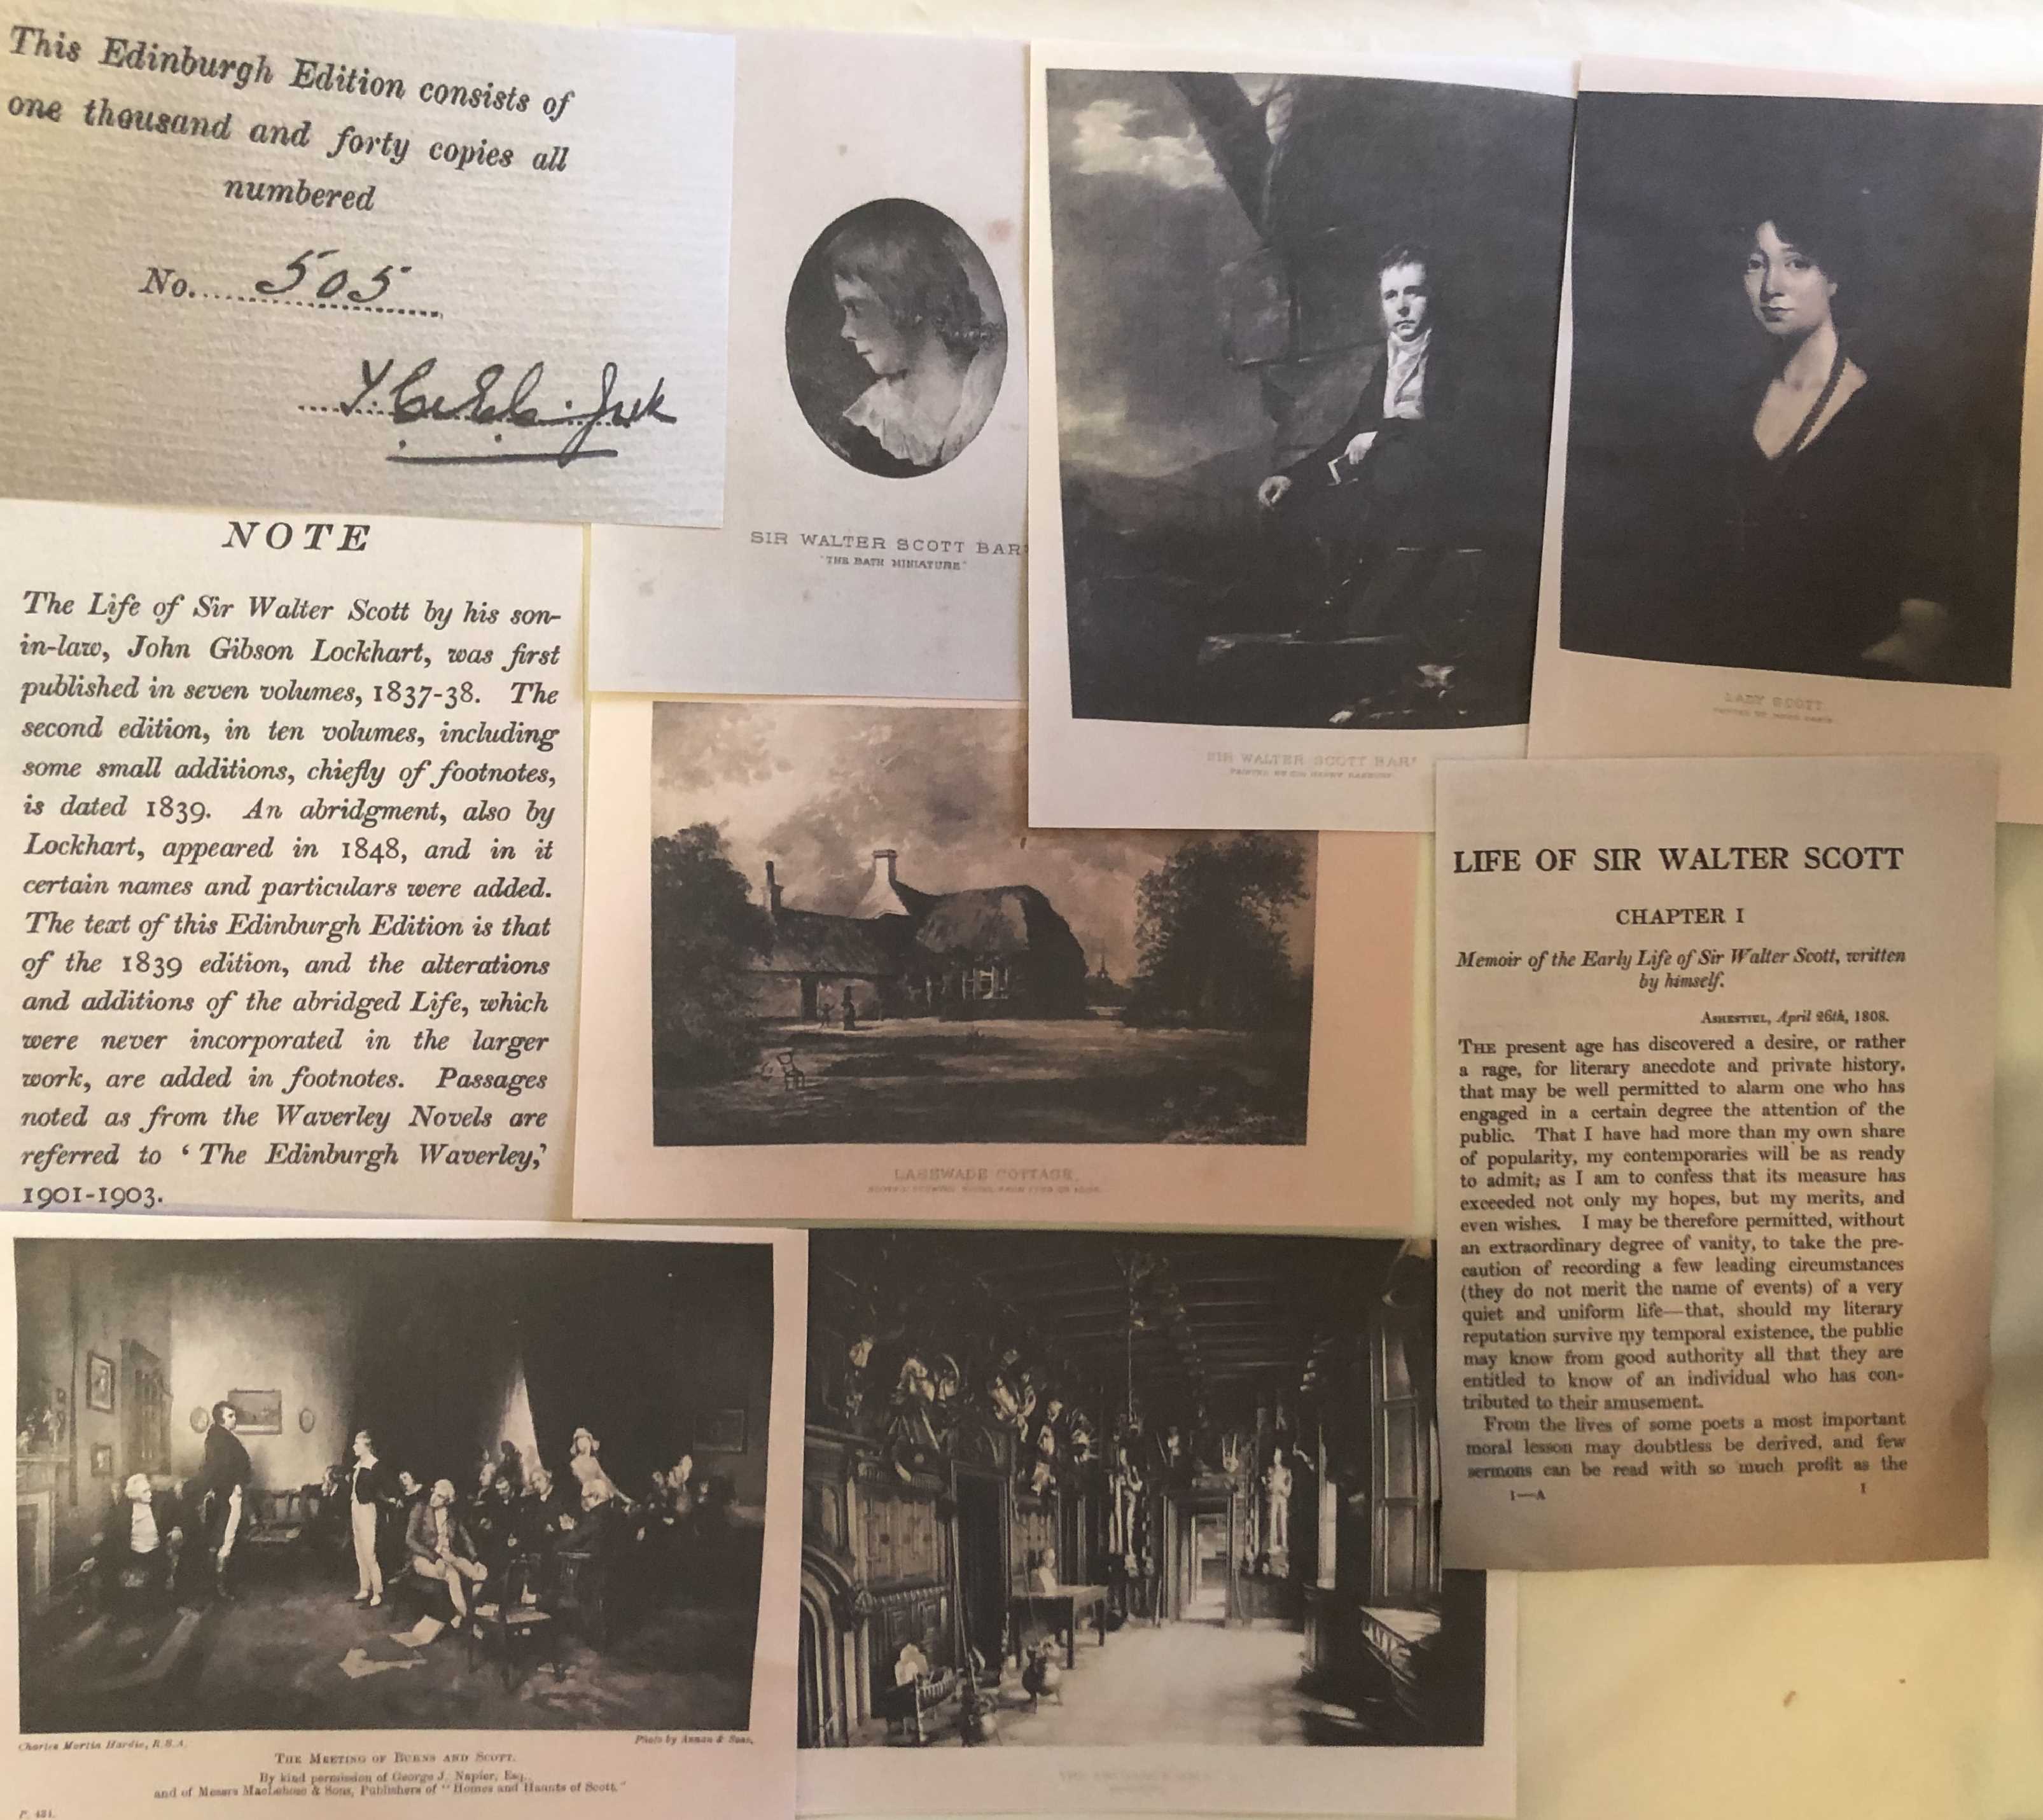 This Edinburgh Edition consists of
one thousand and forty copies all
numbered
No. 505
NOTE
The Life of Sir Walter Scott by his son-
in-law, John Gibson Lockhart, was first
published in seven volumes, 1837-38. The
second edition, in ten volumes, including
some small additions, chiefly of footnotes,
is dated 1839. An abridgment, also by
Lockhart, appeared in 1848, and in it
certain names and particulars were added.
The text of this Edinburgh Edition is that
of the 1839 edition, and the alterations
and additions of the abridged Life, which
were never incorporated in the larger
work, are added in footnotes. Passages
noted as from the Waverley Novels are
referred to ‘The Edinburgh Waverley,’
1901-1903.
SIR WALTER SCOTT BAR
"THE BATH MINIATURE"
SIR WALTER SCOTT BART
PAINTED BY SIR HENRY RAEBURN
LADY SCOTT
LASSWADE COTTAGE,
LIFE OF SIR WALTER SCOTT
CHAPTER I
Memoir of the Early Life of Sir Walter Scott, written
by himself.
ASHESTIEL, April 26th, 1808.
THE present age has discovered a desire, or rather
a rage, for literary anecdote and private history,
that may be well permitted to alarm one who has
engaged in a certain degree the attention of the
public. That I have had more than my own share
of popularity, my contemporaries will be as ready
to admit; as I am to confess that its measure has
exceeded not only my hopes, but my merits, and
even wishes. I may be therefore permitted, without
an extraordinary degree of vanity, to take the pre-
caution of recording a few leading circumstances
(they do not merit the name of events) of a very
quiet and uniform life—that, should my literary
reputation survive my temporal existence, the public
may know from good authority all that they are
entitled to know of an individual who has con-
tributed to their amusement.
From the lives of some poets a most important
moral lesson may doubtless be derived, and few
sermons can be read with so much profit as the
1—A 1
Charles Martin Hardie, R.S.A. Photo by Annan & Sons.
THE MEETING OF BURNS AND SCOTT.
By kind permission of George J. Napier, Esq.,
and of Messrs MacLehose & Sons, Publishers of "Homes and Haunts of Scott."
P. 431.